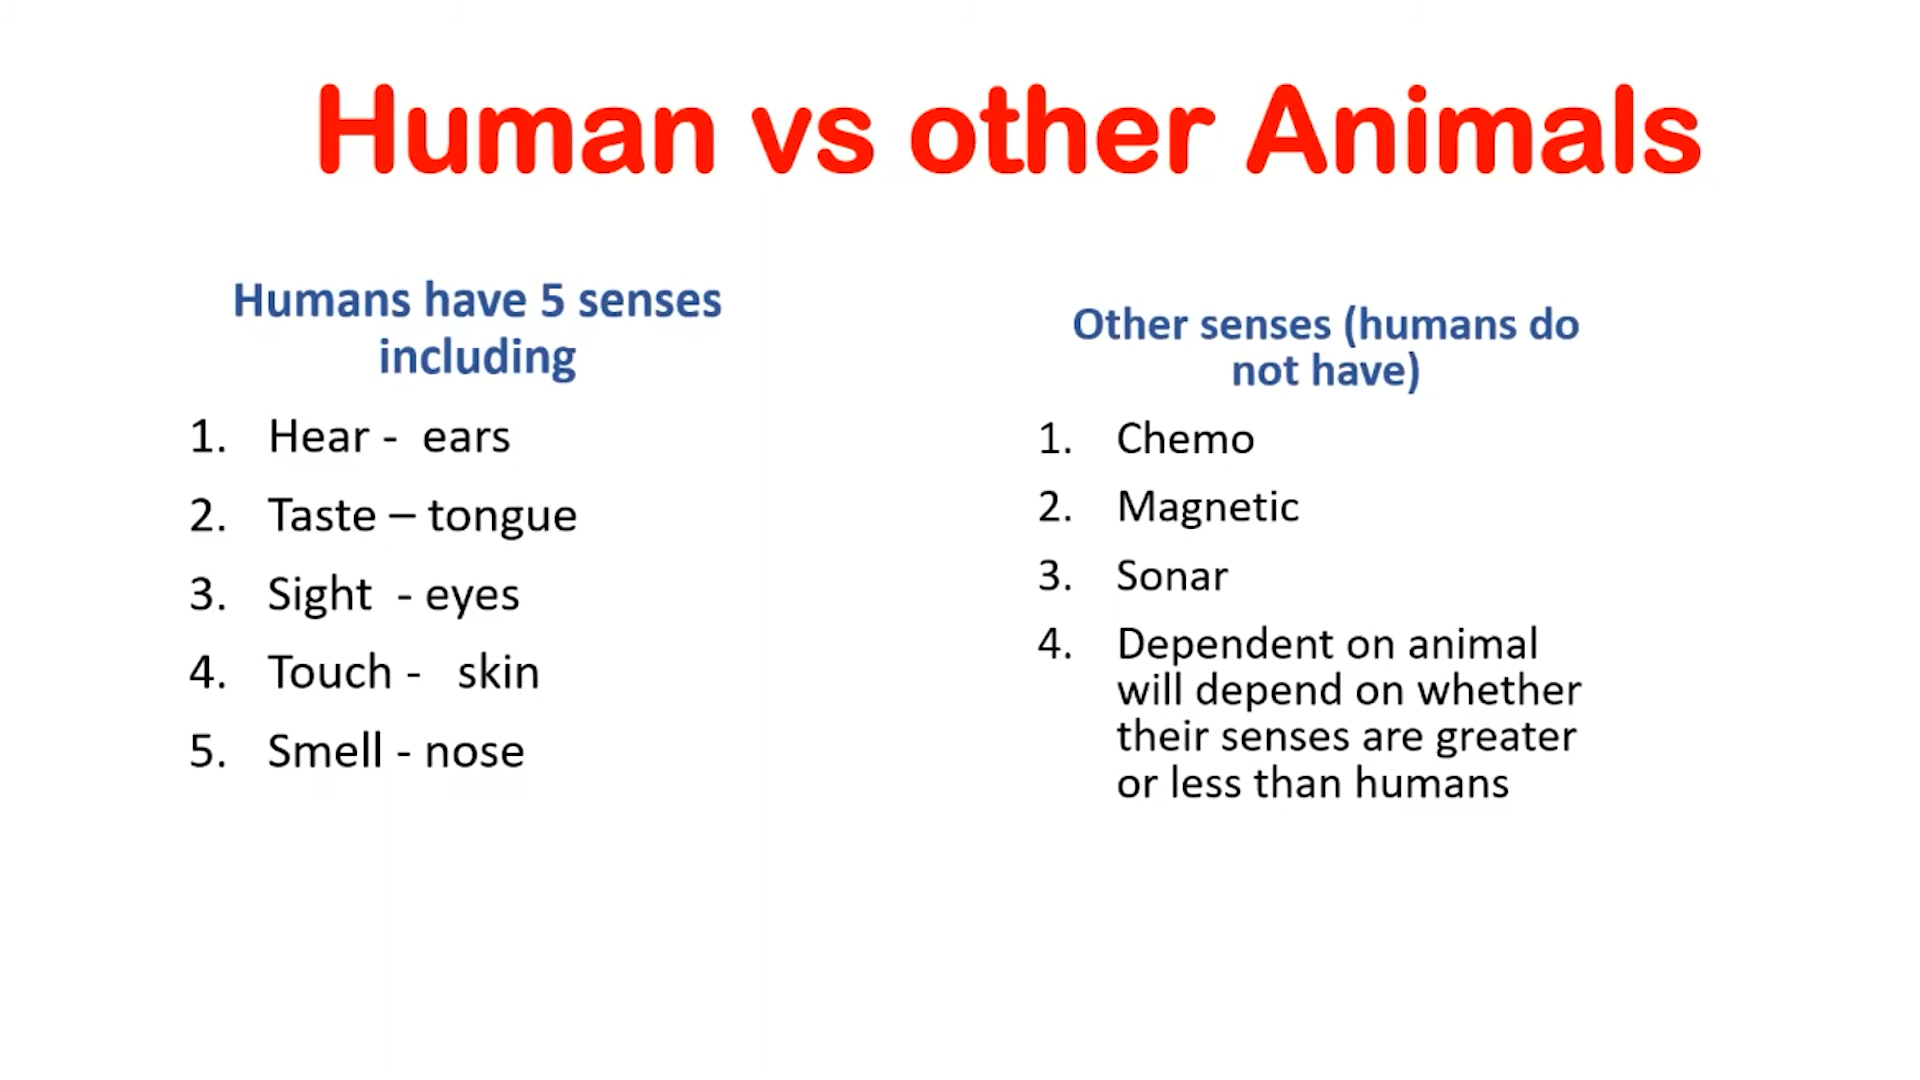 Human vs other Animals
Humans have 5 senses
including
1. Hear - ears
2. Taste – tongue
3. Sight - eyes
4. Touch - skin
5. Smell - nose
Other senses (humans do
not have)
1. Chemo
2. Magnetic
3. Sonar
4. Dependent on animal
will depend on whether
their senses are greater
or less than humans